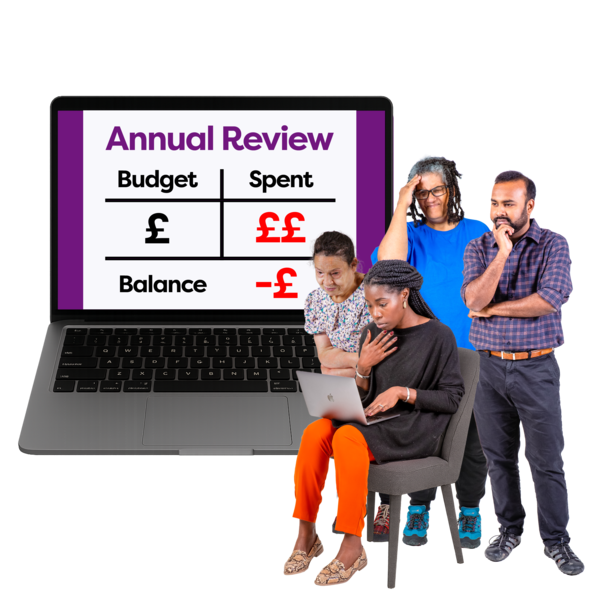 Annual Review
Budget Spent
£ ££
Balance -£